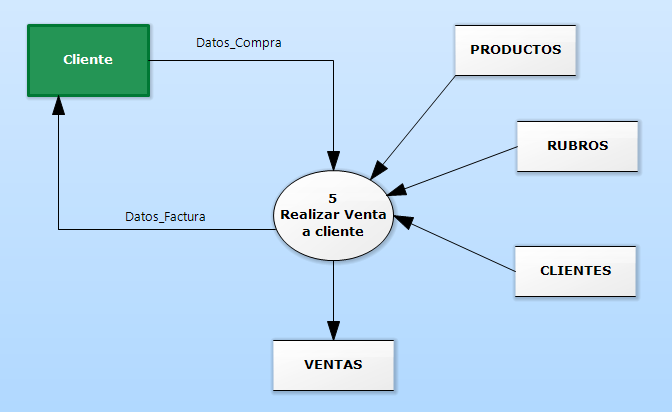 Datos_Compra
Cliente
PRODUCTOS
RUBROS
5
Realizar Venta
a cliente
Datos_Factura
CLIENTES
VENTAS